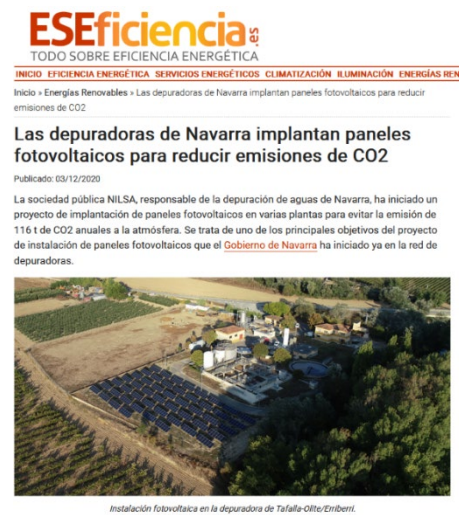 ESEficiencia.es
TODO SOBRE EFICIENCIA ENERGÉTICA
INICIO EFICIENCIA ENERGÉTICA SERVICIOS ENERGÉTICOS CLIMATIZACIÓN ILUMINACIÓN ENERGÍAS REN
Inicio » Energías Renovables » Las depuradoras de Navarra implantan paneles fotovoltaicos para reducir
emisiones de CO2
Las depuradoras de Navarra implantan paneles
fotovoltaicos para reducir emisiones de CO2
Publicado: 03/12/2020
La sociedad pública NILSA, responsable de la depuración de aguas de Navarra, ha iniciado un
proyecto de implantación de paneles fotovoltaicos en varias plantas para evitar la emisión de
116 t de CO2 anuales a la atmósfera. Se trata de uno de los principales objetivos del proyecto
de instalación de paneles fotovoltaicos que el Gobierno de Navarra ha iniciado ya en la red de
depuradoras.
Instalación fotovoltaica en la depuradora de Tafalla-Olite/Erriberri.